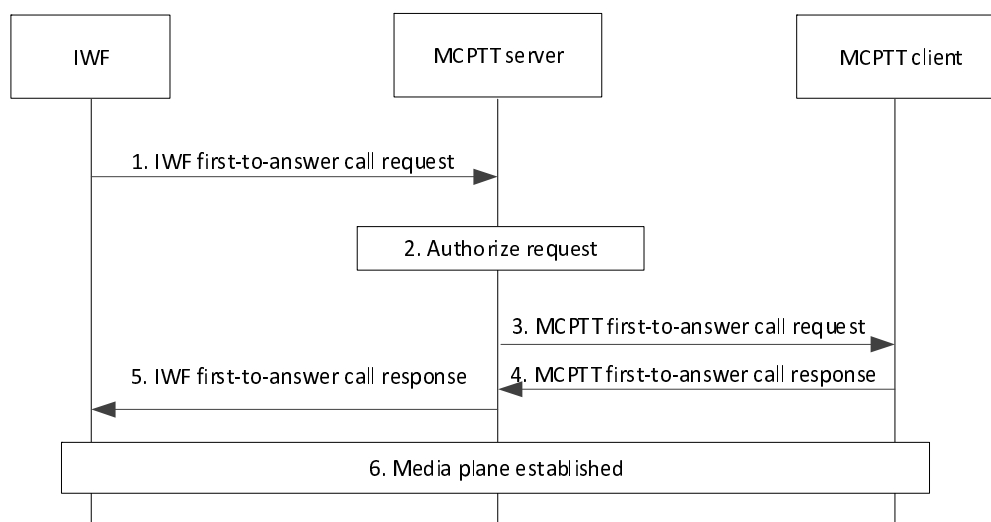 IWF
MCPTT server
MCPTT client
1. IWF first-to-answer call request
2. Authorize request
3. MCPTT first-to-answer call request
4. MCPTT first-to-answer call response
5. IWF first-to-answer call response
6. Media plane established